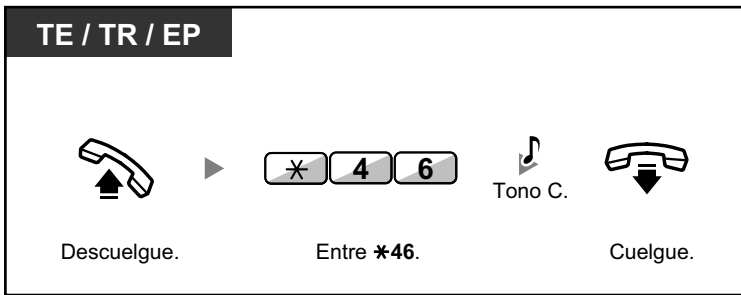 TE / TR / EP
* 4 6
Tono C.
Descuelgue.
Entre *46.
Cuelgue.